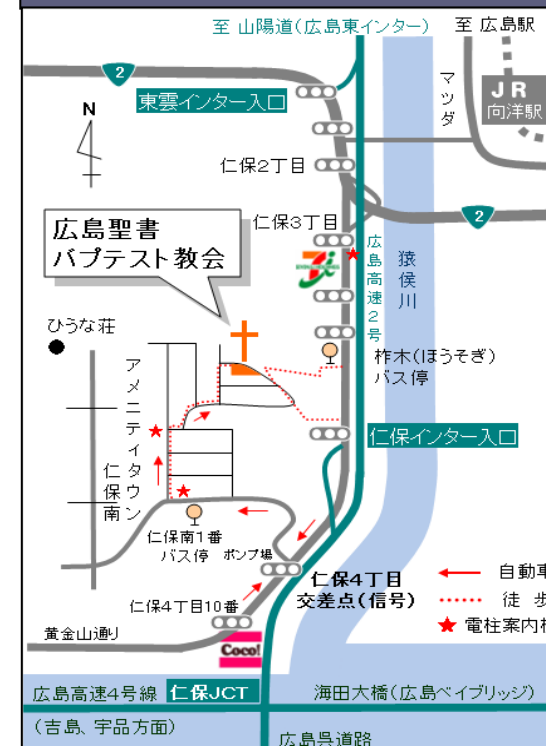 至 山陽道(広島東インター)
至 広島駅
2
東雲インター入口
マツダ
JR
向洋駅
N
仁保2丁目
仁保3丁目
2
広島聖書
バプテスト教会
広島高速2号
猿侯川
ひうな荘
柞木(ほうそぎ)
バス停
アメニティタウン
仁保南
仁保インター入口
仁保南1番
バス停
ポンプ場
仁保4丁目
交差点(信号)
自動車
徒 歩
電柱案内板
仁保4丁目10番
黄金山通り
Coco!
広島高速4号線
仁保JCT
海田大橋(広島ベイブリッジ)
(吉島、宇品方面)
広島呉道路